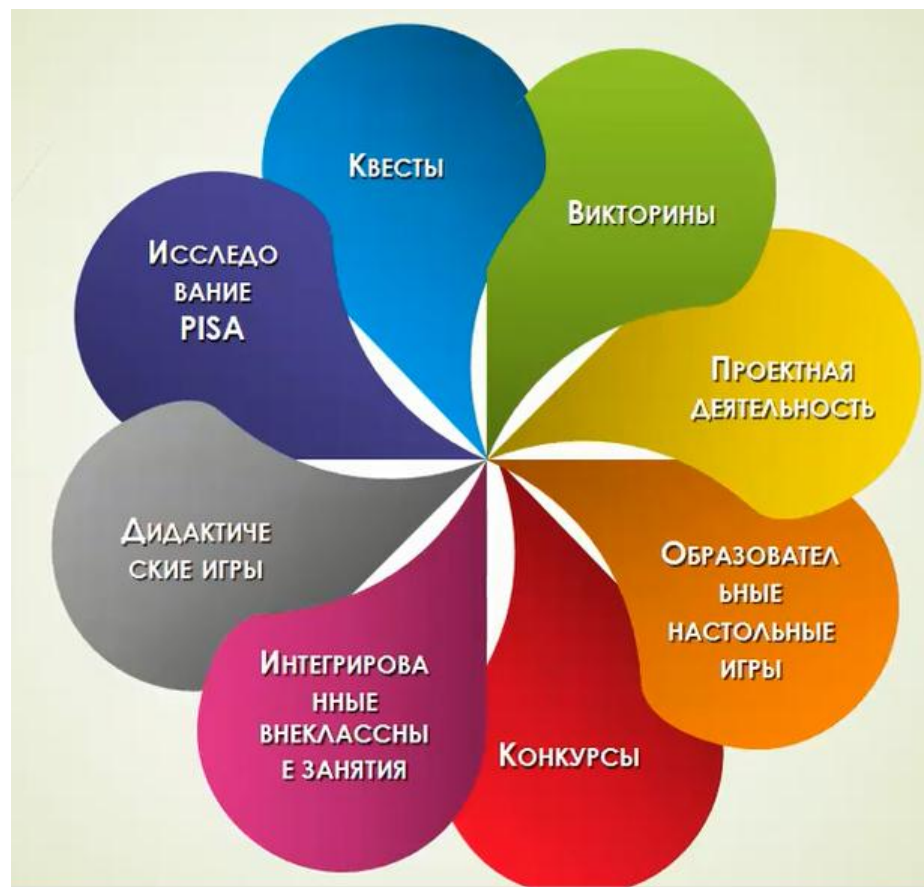 Квесты
Викторины
Проектная
деятельность
Образовател
ьные
настольные
игры
Конкурсы
Интегрирова
нные
внеклассны
е занятия
Дидактиче
ские игры
Исследо
вание
PISA